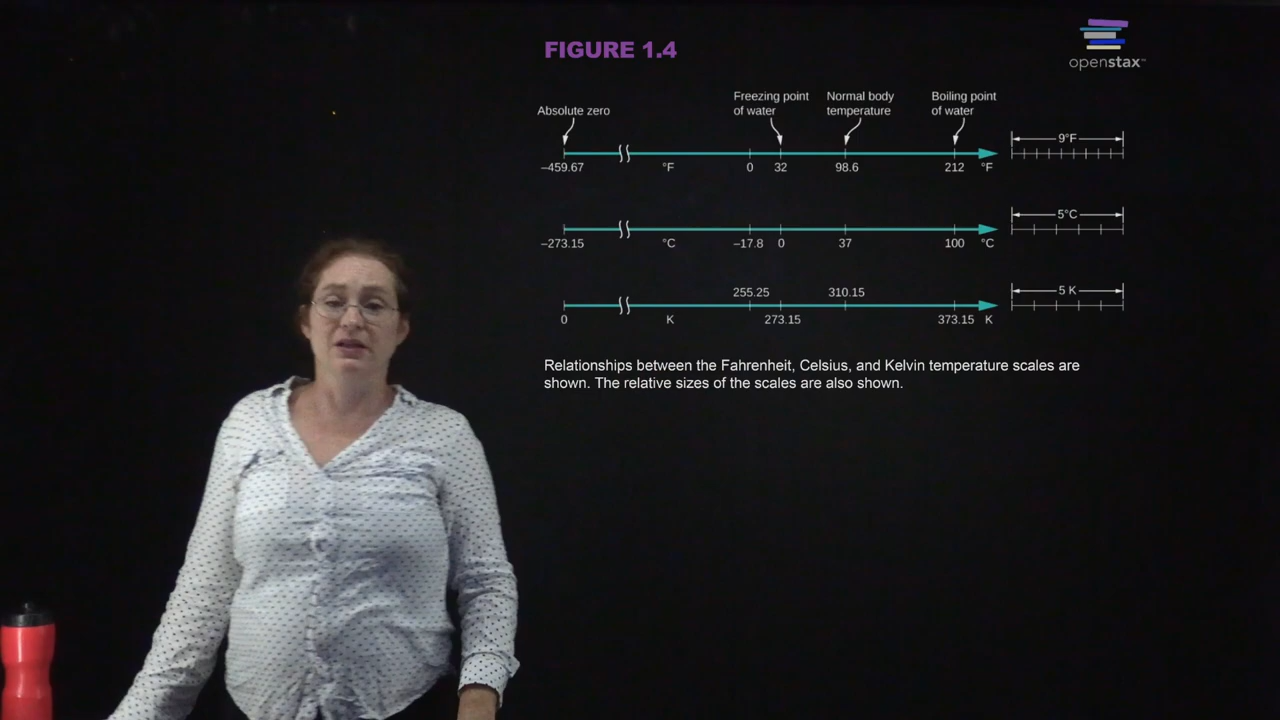 FIGURE 1.4
openstax™
Absolute zero
Freezing point
of water
Normal body
temperature
Boiling point
of water
9°F
–459.67
°F
0
32
98.6
212
°F
5°C
–273.15
°C
–17.8
0
37
100
°C
5 K
255.25
310.15
0
K
273.15
373.15
K
Relationships between the Fahrenheit, Celsius, and Kelvin temperature scales are
shown. The relative sizes of the scales are also shown.